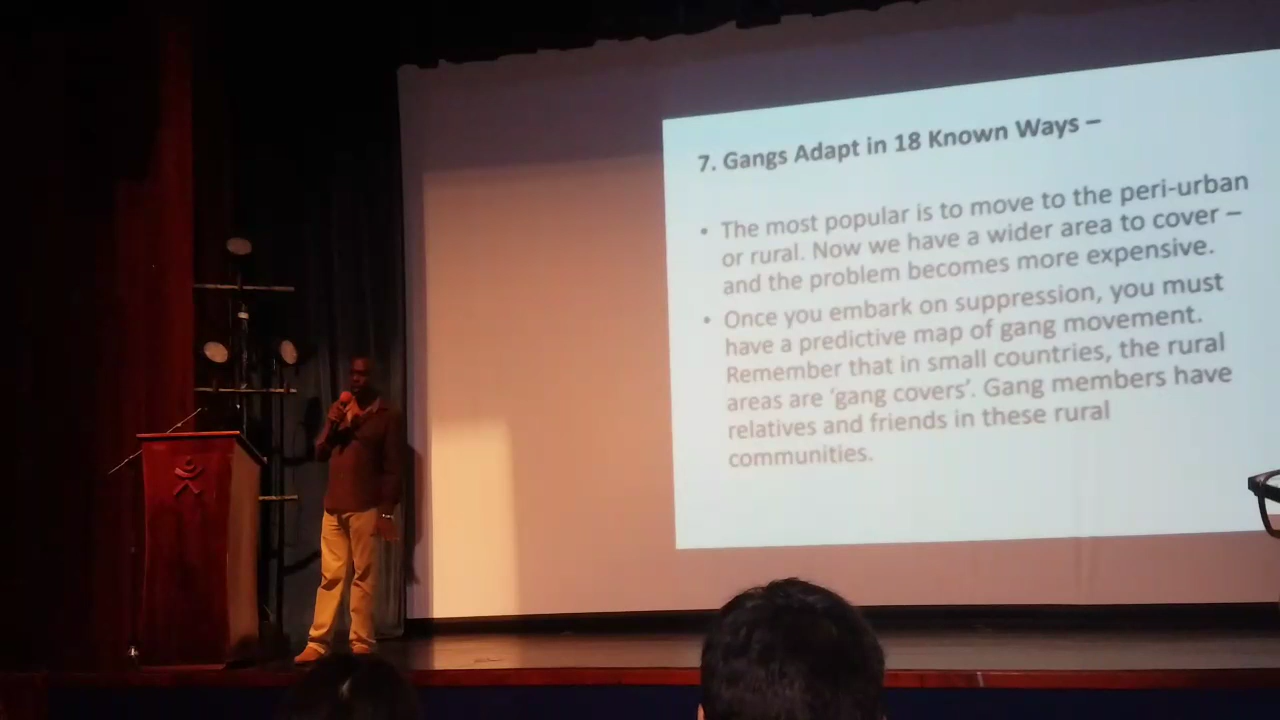 7. Gangs Adapt in 18 Known Ways –
• The most popular is to move to the peri-urban
or rural. Now we have a wider area to cover –
and the problem becomes more expensive.
• Once you embark on suppression, you must
have a predictive map of gang movement.
Remember that in small countries, the rural
areas are ‘gang covers’. Gang members have
relatives and friends in these rural
communities.